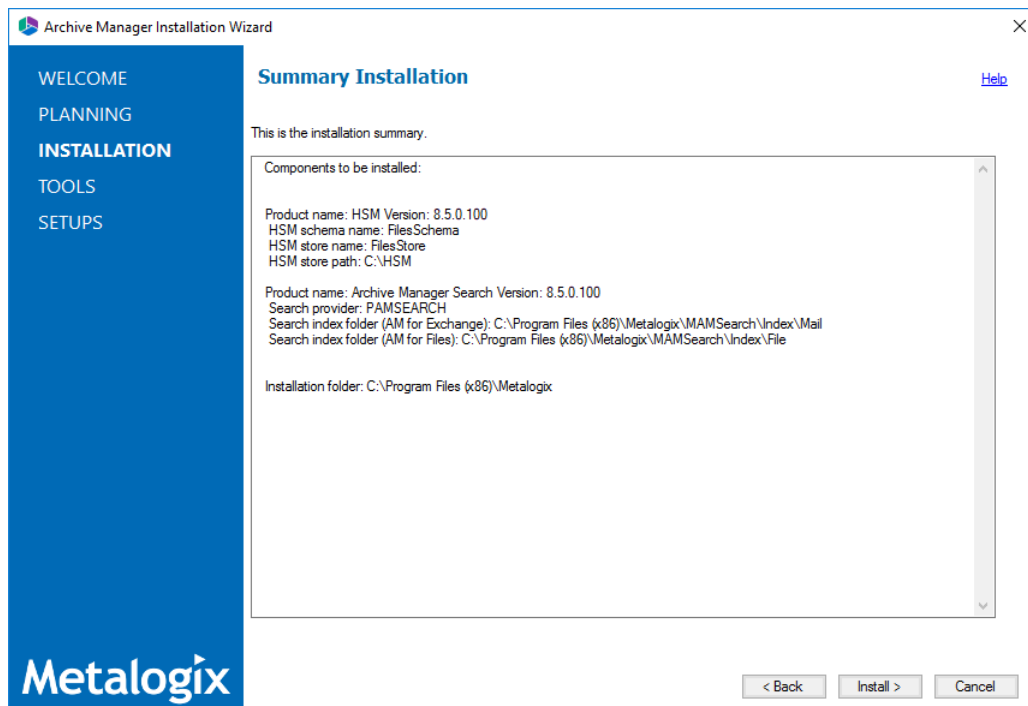 Archive Manager Installation Wizard
WELCOME
PLANNING
INSTALLATION
TOOLS
SETUPS
Summary Installation
Help
This is the installation summary.
Components to be installed:
Product name: HSM Version: 8.5.0.100
HSM schema name: FilesSchema
HSM store name: FilesStore
HSM store path: C:\HSM
Product name: Archive Manager Search Version: 8.5.0.100
Search provider: PAMSEARCH
Search index folder (AM for Exchange): C:\Program Files (x86)\Metalogix\MAMSearch\Index\Mail
Search index folder (AM for Files): C:\Program Files (x86)\Metalogix\MAMSearch\Index\File
Installation folder: C:\Program Files (x86)\Metalogix
Metalogix
< Back
Install >
Cancel